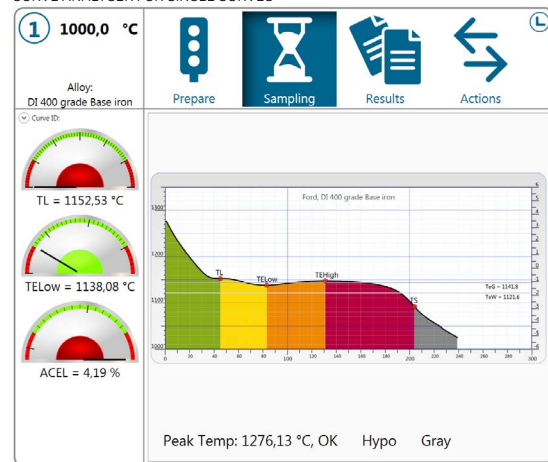 1 1000,0 °C
Alloy:
DI 400 grade Base iron
Prepare
Sampling
Results
Actions
Curve ID:
TL = 1152,53 °C
TELow = 1138,08 °C
ACEL = 4,19 %
Ford, DI 400 grade Base iron
1300
1200
1100
1000
TL
TELow
TEHigh
TS
TeG = 1141,8
TeW = 1121,6
0 20 40 60 80 100 120 140 160 180 200 220 240 260 280 300
Peak Temp: 1276,13 °C, OK Hypo Gray